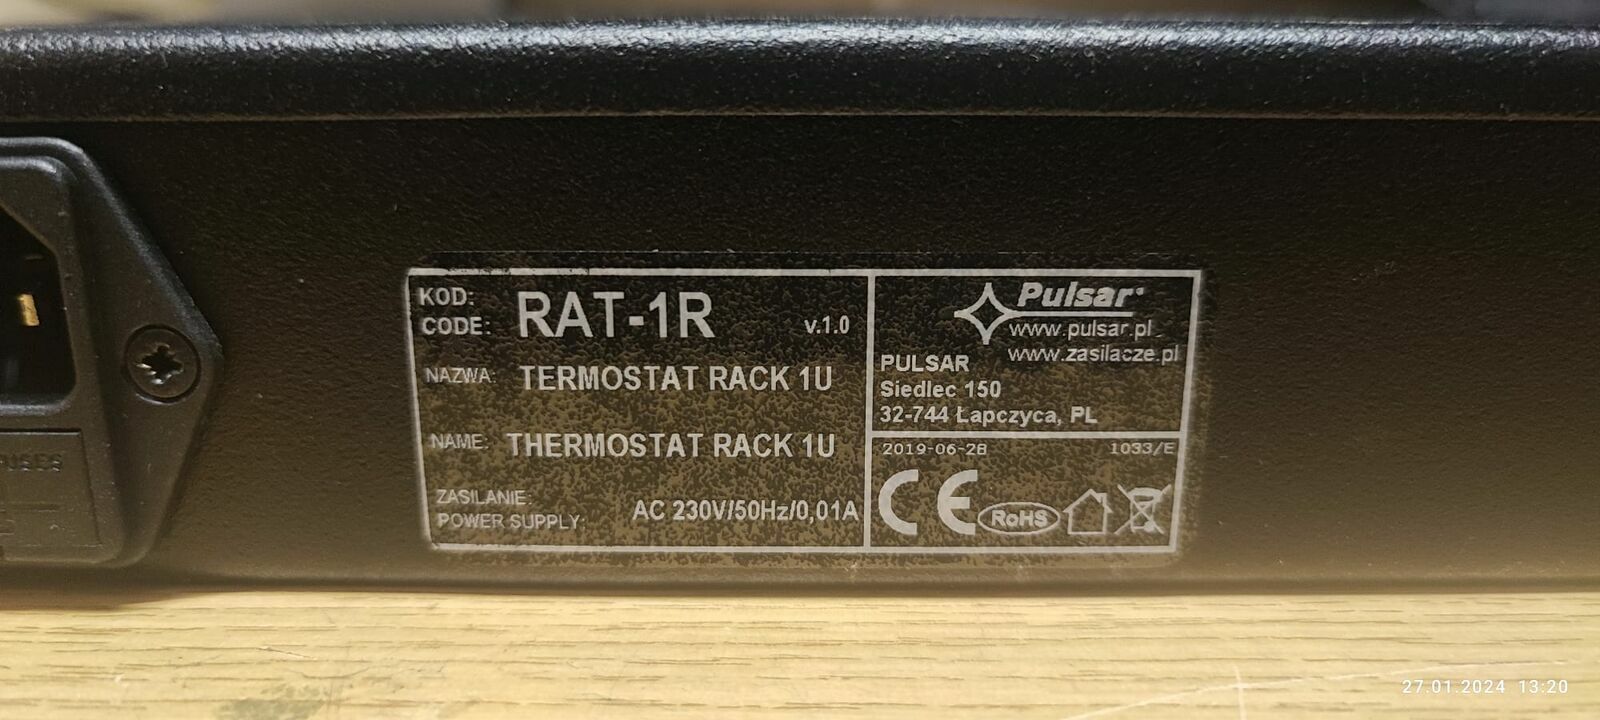 KOD:
CODE: RAT-1R v.1.0
NAZWA: TERMOSTAT RACK 1U
NAME: THERMOSTAT RACK 1U
ZASILANIE:
POWER SUPPLY: AC 230V/50Hz/0,01A
Pulsar
www.pulsar.pl
www.zasilacze.pl
PULSAR
Siedlec 150
32-744 Łapczyca, PL
2019-06-28 1033/E
CE RoHS
27.01.2024 13:20